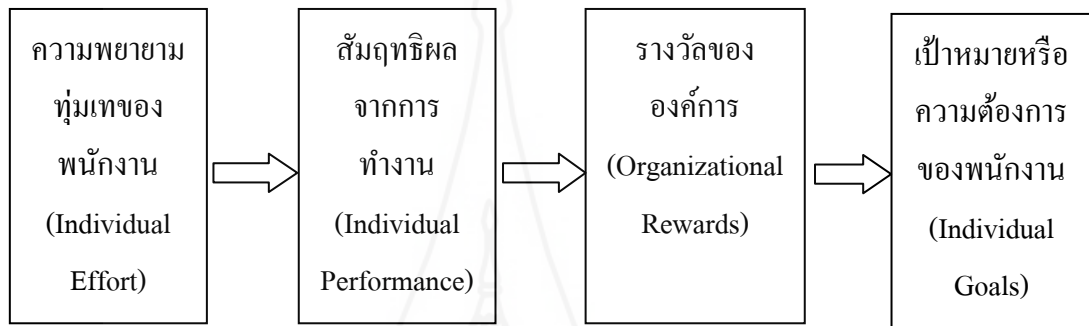 ความพยายาม
ทุ่มเทของ
พนักงาน
(Individual
Effort)
สัมฤทธิผล
จากการ
ทำงาน
(Individual
Performance)
รางวัลของ
องค์การ
(Organizational
Rewards)
เป้าหมายหรือ
ความต้องการ
ของพนักงาน
(Individual
Goals)